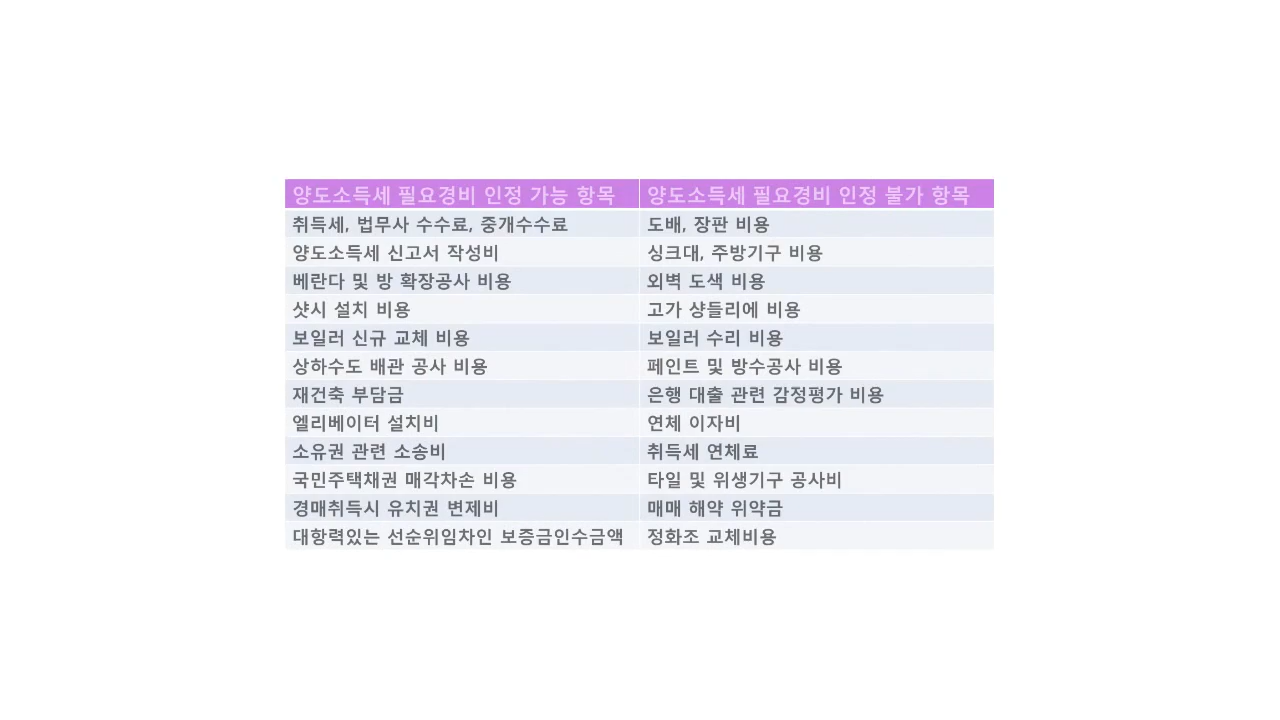 양도소득세 필요경비 인정 가능 항목 양도소득세 필요경비 인정 불가 항목
취득세, 법무사 수수료, 중개수수료 도배, 장판 비용
양도소득세 신고서 작성비 싱크대, 주방기구 비용
베란다 및 방 확장공사 비용 외벽 도색 비용
샷시 설치 비용 고가 샹들리에 비용
보일러 신규 교체 비용 보일러 수리 비용
상하수도 배관 공사 비용 페인트 및 방수공사 비용
재건축 부담금 은행 대출 관련 감정평가 비용
엘리베이터 설치비 연체 이자비
소유권 관련 소송비 취득세 연체료
국민주택채권 매각차손 비용 타일 및 위생기구 공사비
경매취득시 유치권 변제비 매매 해약 위약금
대항력있는 선순위임차인 보증금인수금액 정화조 교체비용